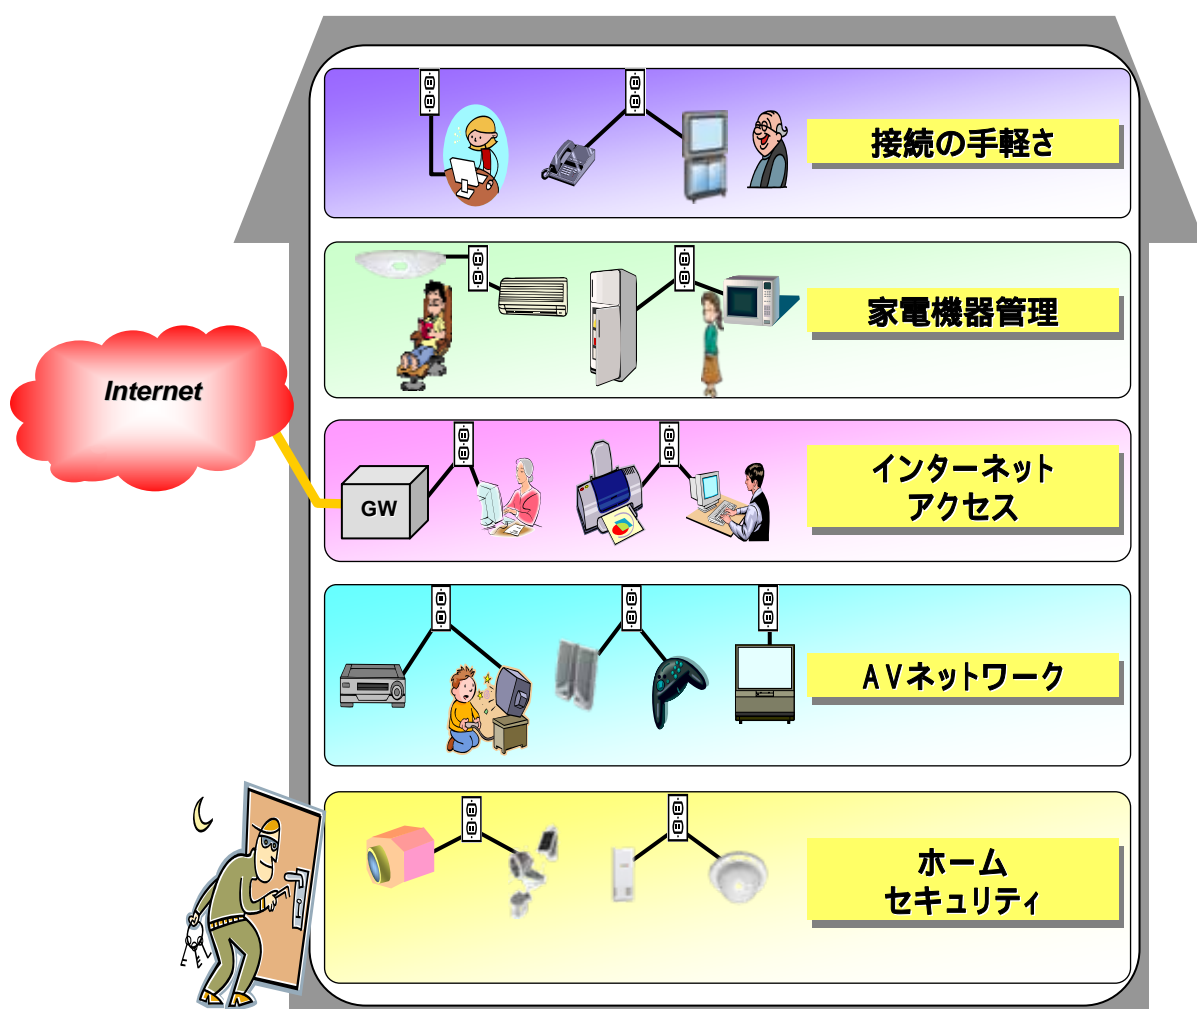 接続の手軽さ
家電機器管理
Internet
インターネット
アクセス
GW
AVネットワーク
ホーム
セキュリティ